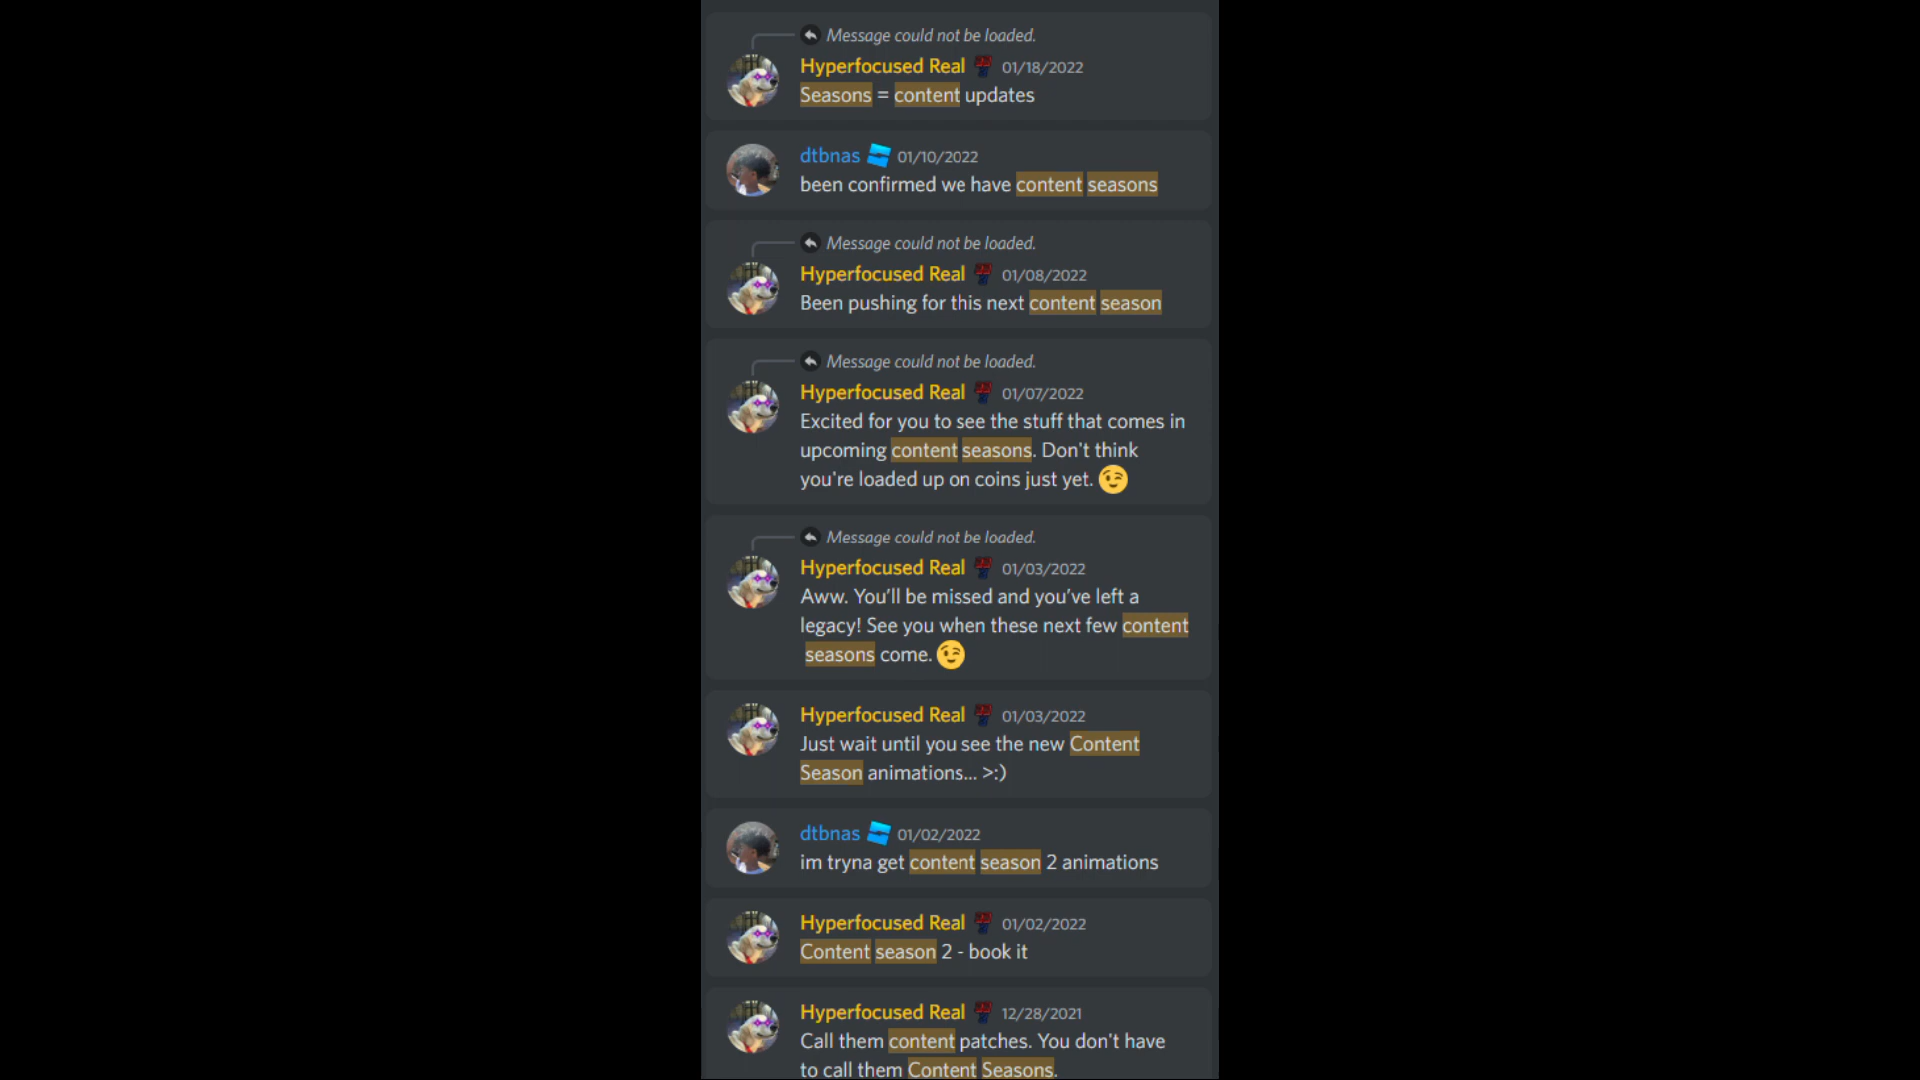 Message could not be loaded.
Hyperfocused Real 01/18/2022
Seasons = content updates
dtbnas 01/10/2022
been confirmed we have content seasons
Message could not be loaded.
Hyperfocused Real 01/08/2022
Been pushing for this next content season
Message could not be loaded.
Hyperfocused Real 01/07/2022
Excited for you to see the stuff that comes in
upcoming content seasons. Don't think
you're loaded up on coins just yet. 😉
Message could not be loaded.
Hyperfocused Real 01/03/2022
Aww. You’ll be missed and you’ve left a
legacy! See you when these next few content
seasons come. 😉
Hyperfocused Real 01/03/2022
Just wait until you see the new Content
Season animations... >:)
dtbnas 01/02/2022
im tryna get content season 2 animations
Hyperfocused Real 01/02/2022
Content season 2 - book it
Hyperfocused Real 12/28/2021
Call them content patches. You don't have
to call them Content Seasons.